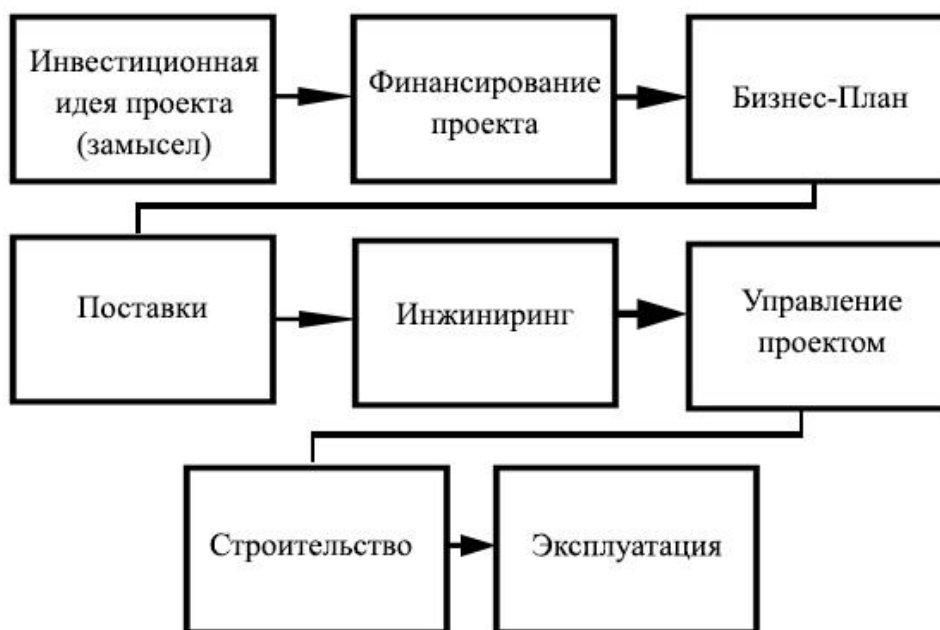 Инвестиционная
идея проекта
(замысел)
Финансирование
проекта
Бизнес-План
Поставки
Инжиниринг
Управление
проектом
Строительство
Эксплуатация